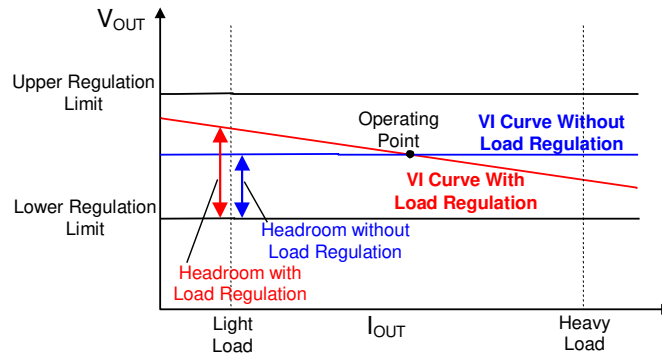 VOUT
Upper Regulation
Limit
Operating
Point
VI Curve Without
Load Regulation
VI Curve With
Load Regulation
Lower Regulation
Limit
Headroom without
Load Regulation
Headroom with
Load Regulation
Light
Load
IOUT
Heavy
Load